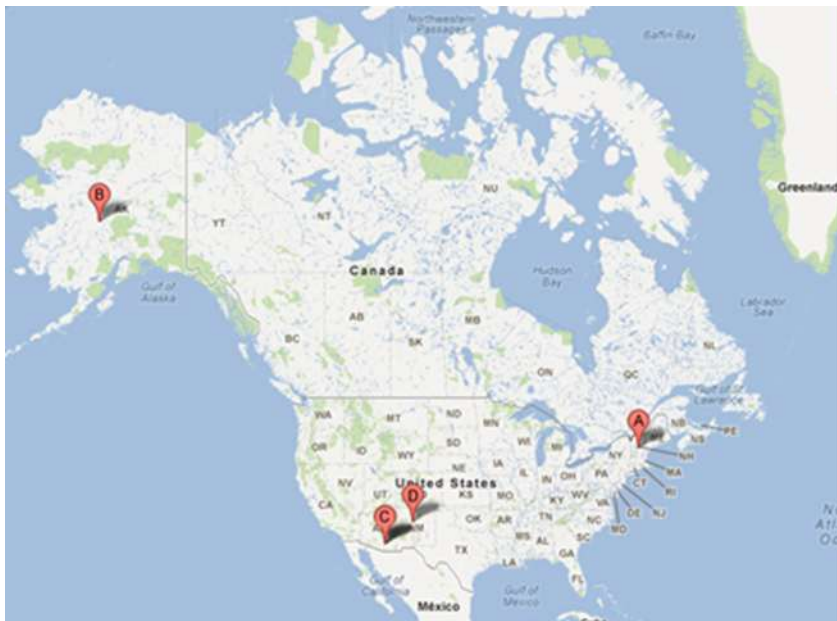 Northwestern
Passages
Baffin Bay
Greenland
B
NU
YT
NT
Canada
Gulf of
Alaska
Hudson
Bay
Labrador
Sea
AB
MB
BC
SK
ON
QC
NL
Gulf of St
Lawrence
A
NB
PE
NS
WA
MT
ND
MN
OR
ID
SD
WI
MI
NY
NH
WY
MA
IA
NE
IL
IN
OH
PA
CT
RI
NV
UT
United States
KS
MO
KY
WV
VA
NJ
DE
MD
CA
D
C
OK
AR
TN
NC
MS
AL
SC
GA
TX
LA
FL
Gulf of
California
Gulf of
Mexico
México